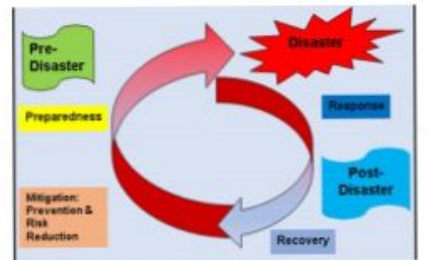 Pre-
Disaster
Disaster
Preparedness
Response
Post-
Disaster
Mitigation:
Prevention &
Risk
Reduction
Recovery